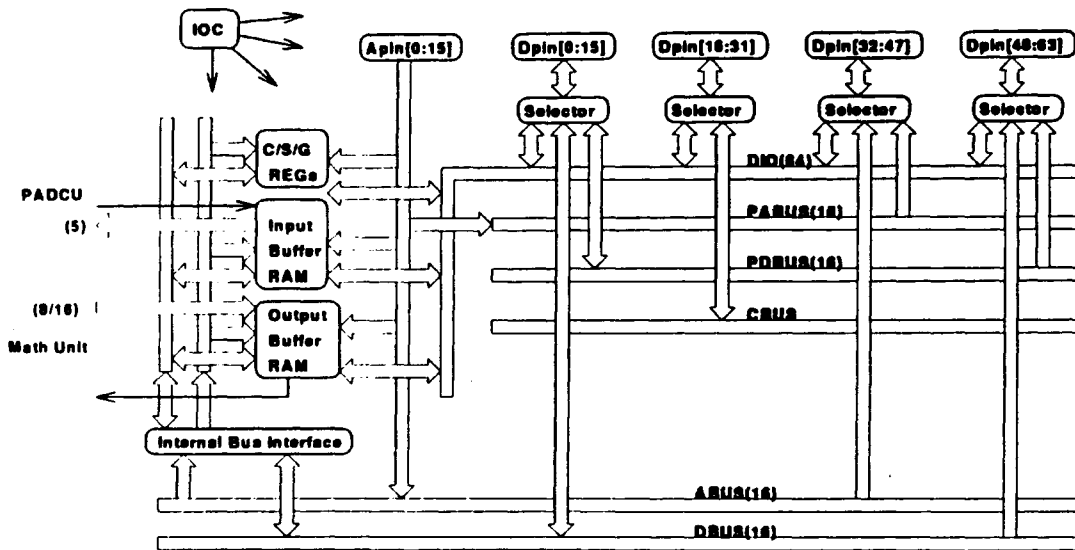 IOC
Apin[0:15]
Dpin[0:15]
Dpin[16:31]
Dpin[32:47]
Dpin[48:63]
Selector
Selector
Selector
Selector
C/S/G
REGs
DIO(64)
PADCU
(5)
Input
Buffer
RAM
PABUS(16)
PDBUS(16)
(8/16)
Math Unit
Output
Buffer
RAM
CBUS
Internal Bus Interface
ABUS(16)
DBUS(16)